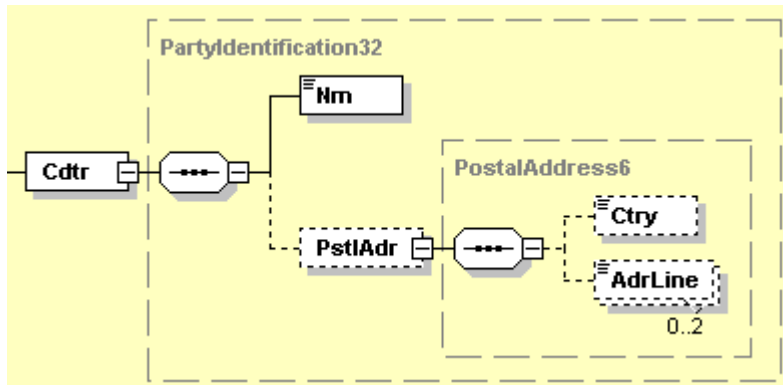 PartyIdentification32
Nm
Cdtr
PostalAddress6
Ctry
PstlAdr
AdrLine
0..2